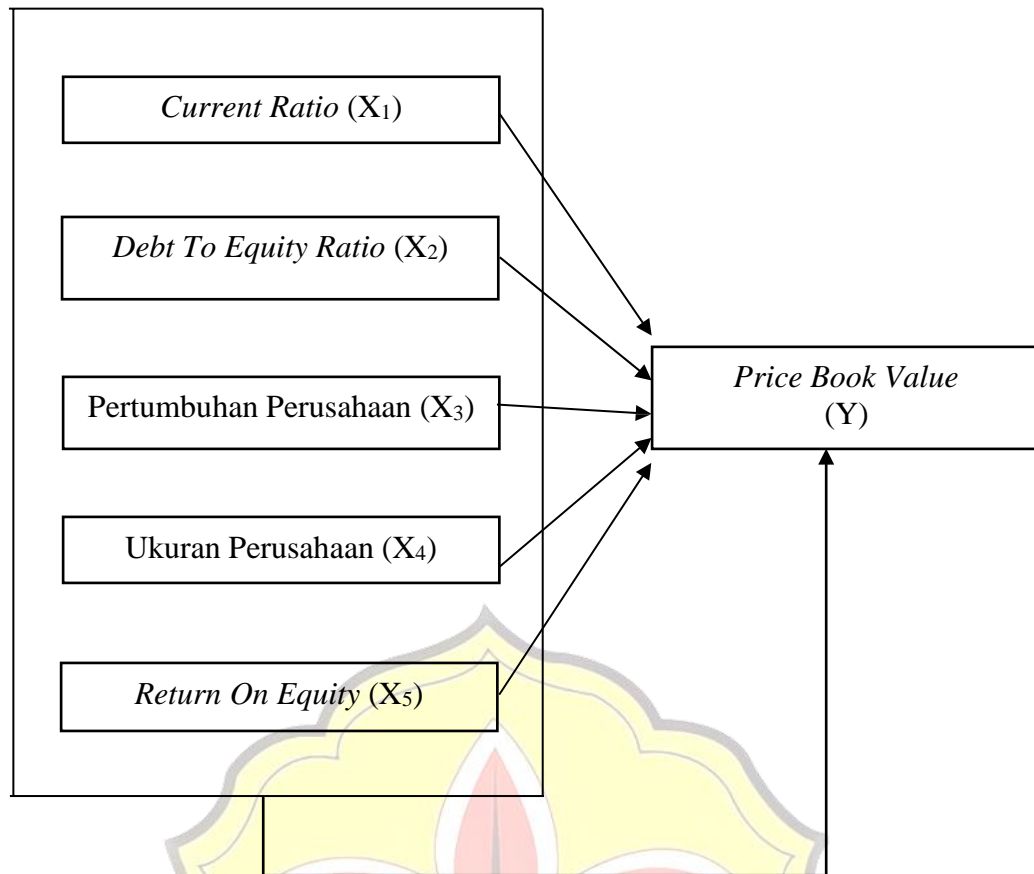 Current Ratio (X₁)
Debt To Equity Ratio (X₂)
Pertumbuhan Perusahaan (X₃)
Ukuran Perusahaan (X₄)
Return On Equity (X₅)
Price Book Value
(Y)